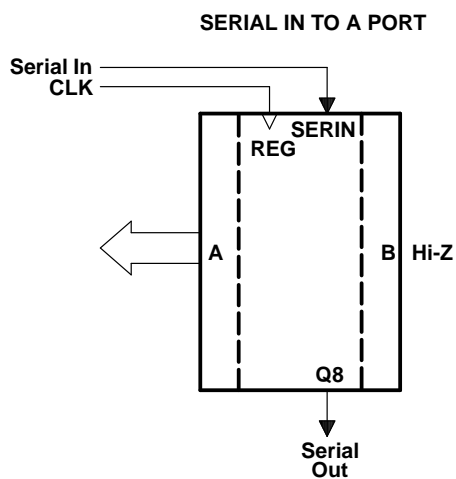 SERIAL IN TO A PORT
Serial In
CLK
SERIN
REG
A
B Hi-Z
Q8
Serial
Out